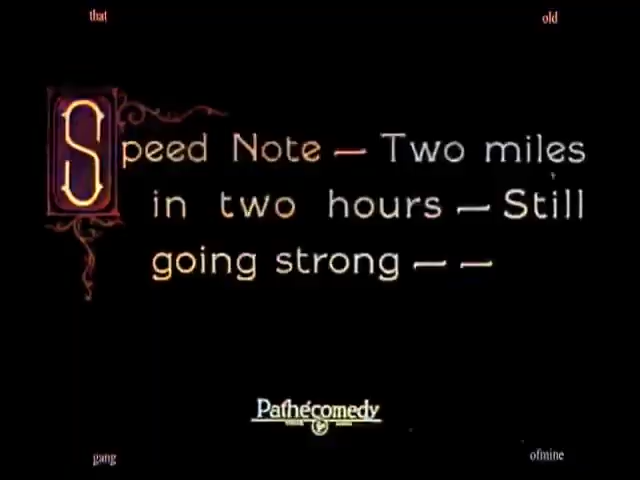 that old
Speed Note — Two miles
in two hours — Still
going strong — —
Pathécomedy
gang ofmine